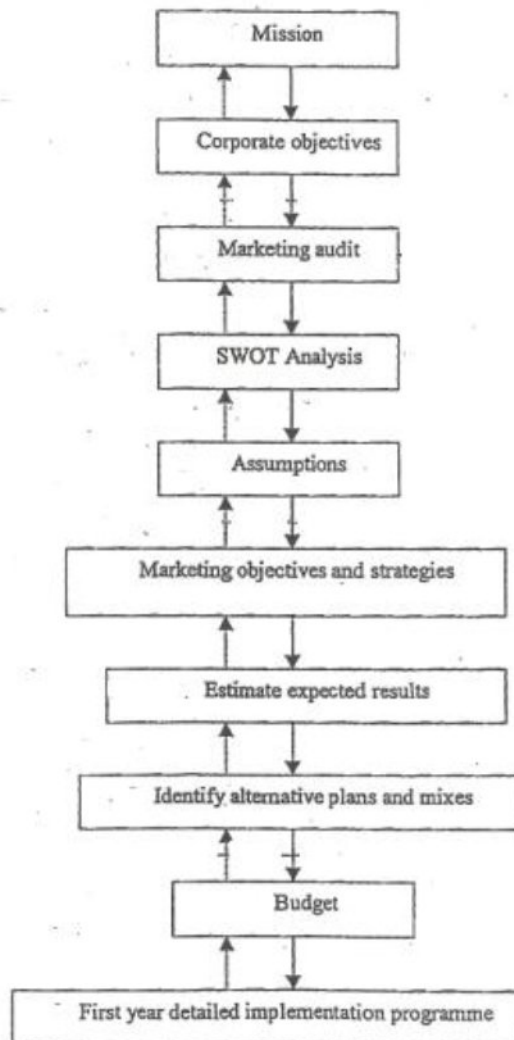 Mission
Corporate objectives
Marketing audit
SWOT Analysis
Assumptions
Marketing objectives and strategies
Estimate expected results
Identify alternative plans and mixes
Budget
First year detailed implementation programme